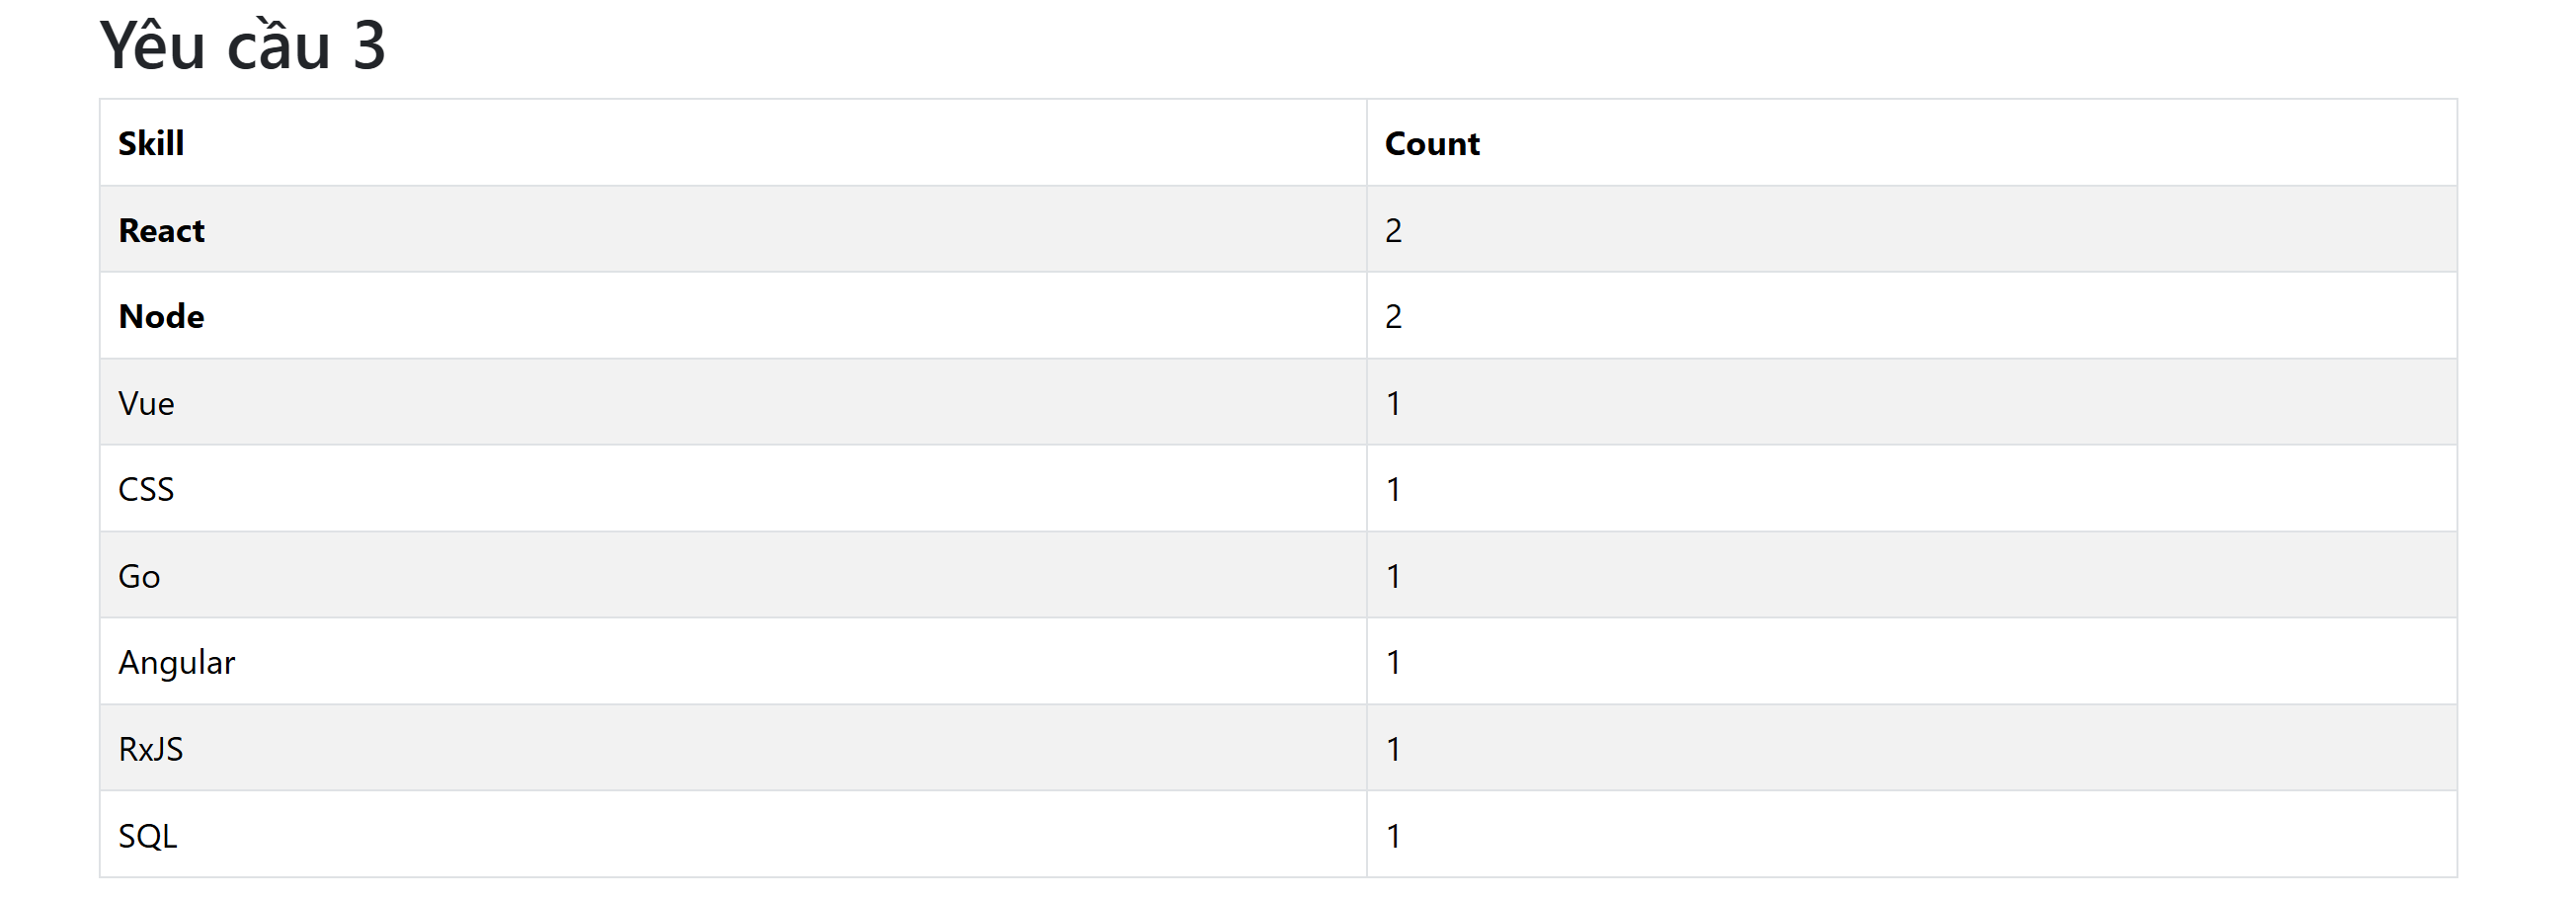 Yêu cầu 3
Skill Count
React 2
Node 2
Vue 1
CSS 1
Go 1
Angular 1
RxJS 1
SQL 1